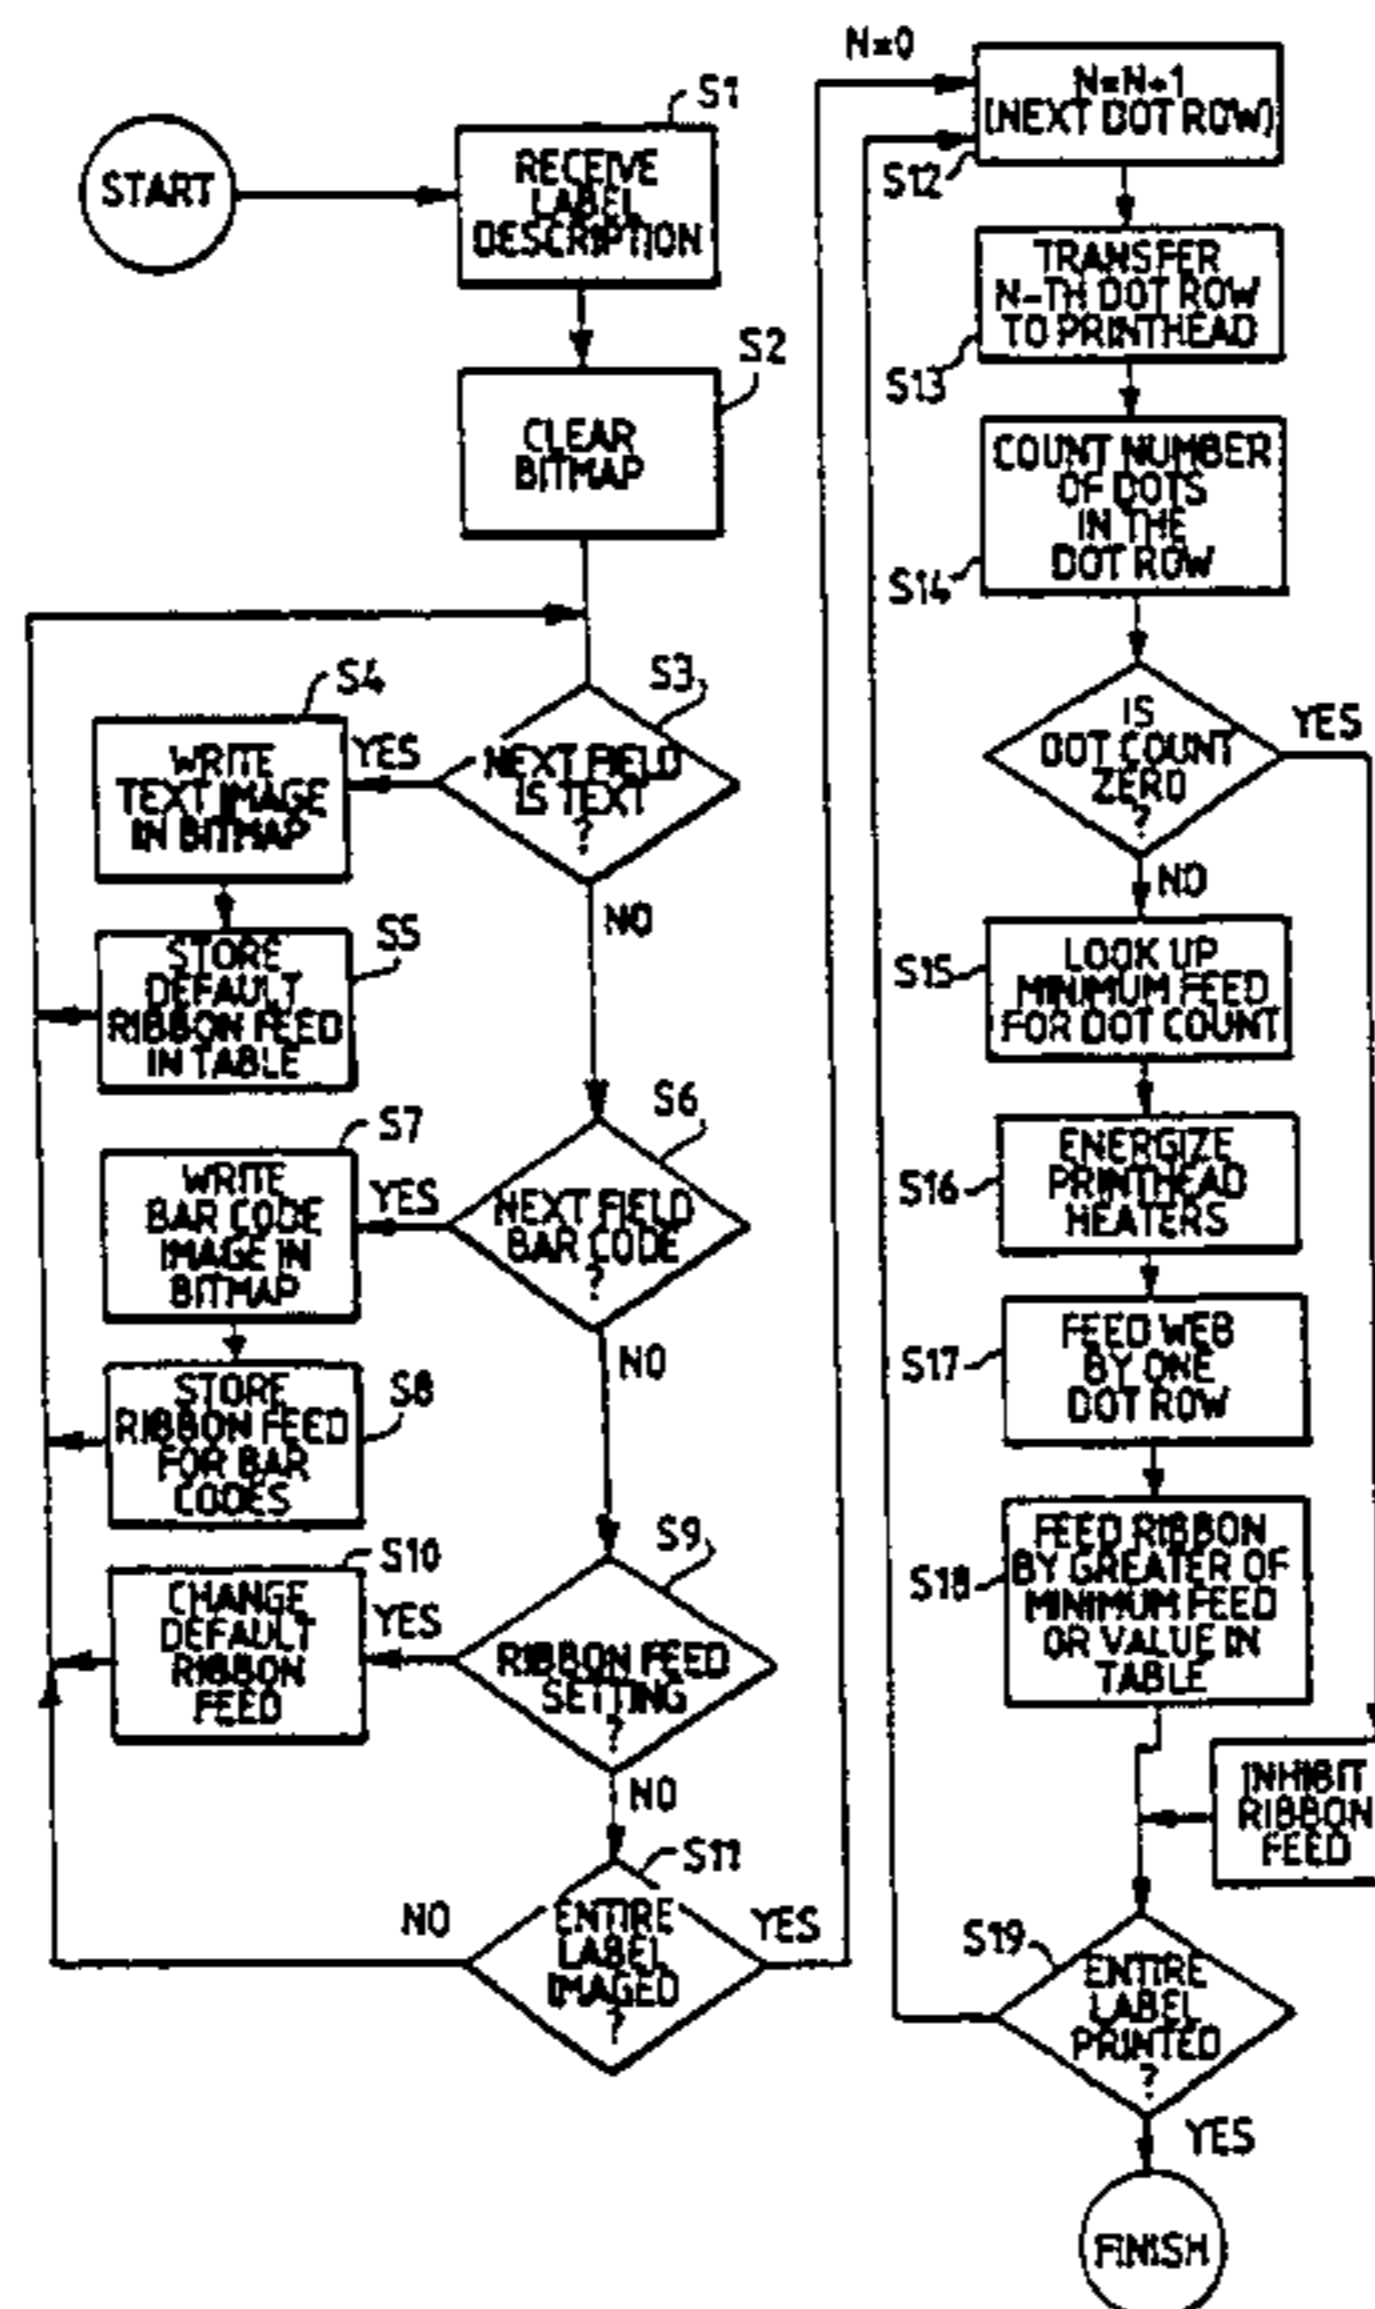 START
S1
RECEIVE
LABEL
DESCRIPTION
S2
CLEAR
BITMAP
S3
NEXT FIELD
IS TEXT
?
YES
NO
S4
WRITE
TEXT IMAGE
IN BITMAP
S5
STORE
DEFAULT
RIBBON FEED
IN TABLE
S6
NEXT FIELD
BAR CODE
?
YES
NO
S7
WRITE
BAR CODE
IMAGE IN
BITMAP
S8
STORE
RIBBON FEED
FOR BAR
CODES
S9
RIBBON FEED
SETTING
?
YES
NO
S10
CHANGE
DEFAULT
RIBBON
FEED
S11
ENTIRE
LABEL
IMAGED
?
NO
YES
N=0
N=N+1
(NEXT DOT ROW)
S12
TRANSFER
N-TH DOT ROW
TO PRINTHEAD
S13
COUNT NUMBER
OF DOTS
IN THE
DOT ROW
S14
IS
DOT COUNT
ZERO
?
YES
NO
S15
LOOK UP
MINIMUM FEED
FOR DOT COUNT
S16
ENERGIZE
PRINTHEAD
HEATERS
S17
FEED WEB
BY ONE
DOT ROW
S18
FEED RIBBON
BY GREATER OF
MINIMUM FEED
OR VALUE IN
TABLE
INHIBIT
RIBBON
FEED
S19
ENTIRE
LABEL
PRINTED
?
YES
FINISH